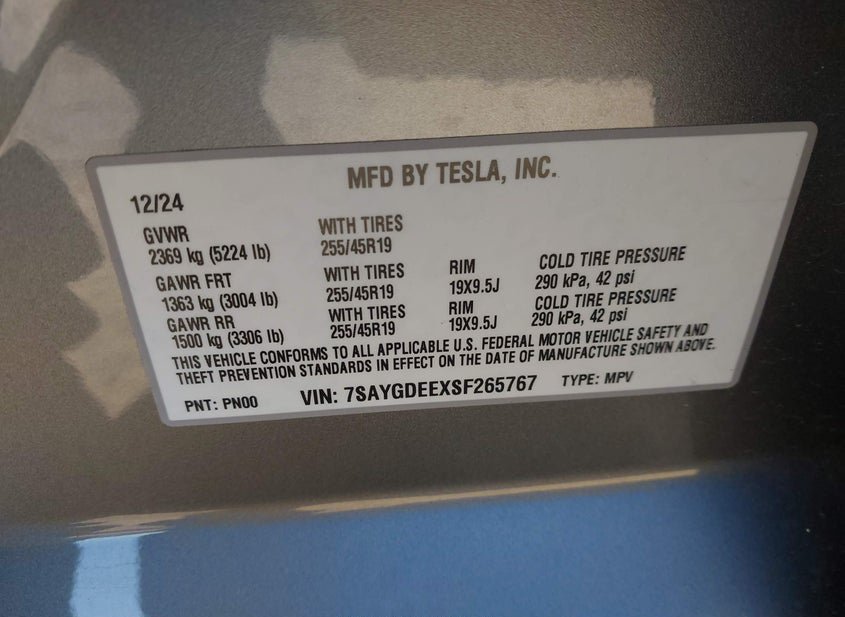 MFD BY TESLA, INC.
12/24
GVWR WITH TIRES
2369 kg (5224 lb) 255/45R19
GAWR FRT WITH TIRES RIM COLD TIRE PRESSURE
1363 kg (3004 lb) 255/45R19 19X9.5J 290 kPa, 42 psi
GAWR RR WITH TIRES RIM COLD TIRE PRESSURE
1500 kg (3306 lb) 255/45R19 19X9.5J 290 kPa, 42 psi
THIS VEHICLE CONFORMS TO ALL APPLICABLE U.S. FEDERAL MOTOR VEHICLE SAFETY AND
THEFT PREVENTION STANDARDS IN EFFECT ON THE DATE OF MANUFACTURE SHOWN ABOVE.
PNT: PN00 VIN: 7SAYGDEEXSF265767 TYPE: MPV